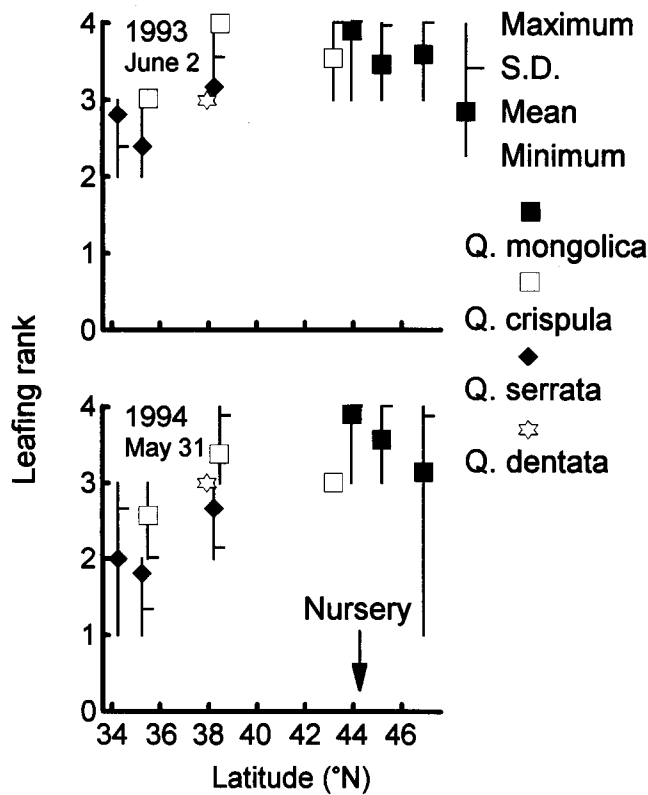 4
3
2
1
0
1993
June 2
Maximum
S.D.
Mean
Minimum
Q. mongolica
Q. crispula
Q. serrata
Q. dentata
Leafing rank
4
3
2
1
0
1994
May 31
Nursery
34 36 38 40 42 44 46
Latitude (°N)